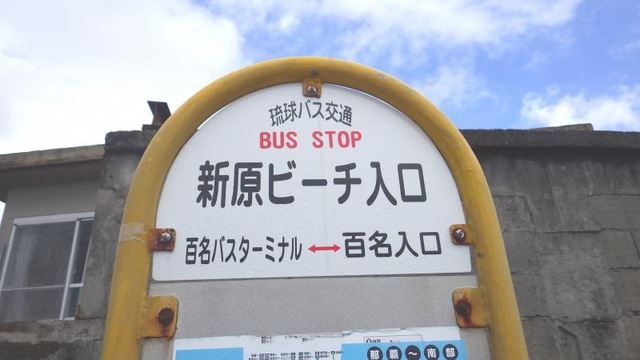 琉球バス交通
BUS STOP
新原ビーチ入口
百名バスターミナル ↔ 百名入口
那覇〜南部